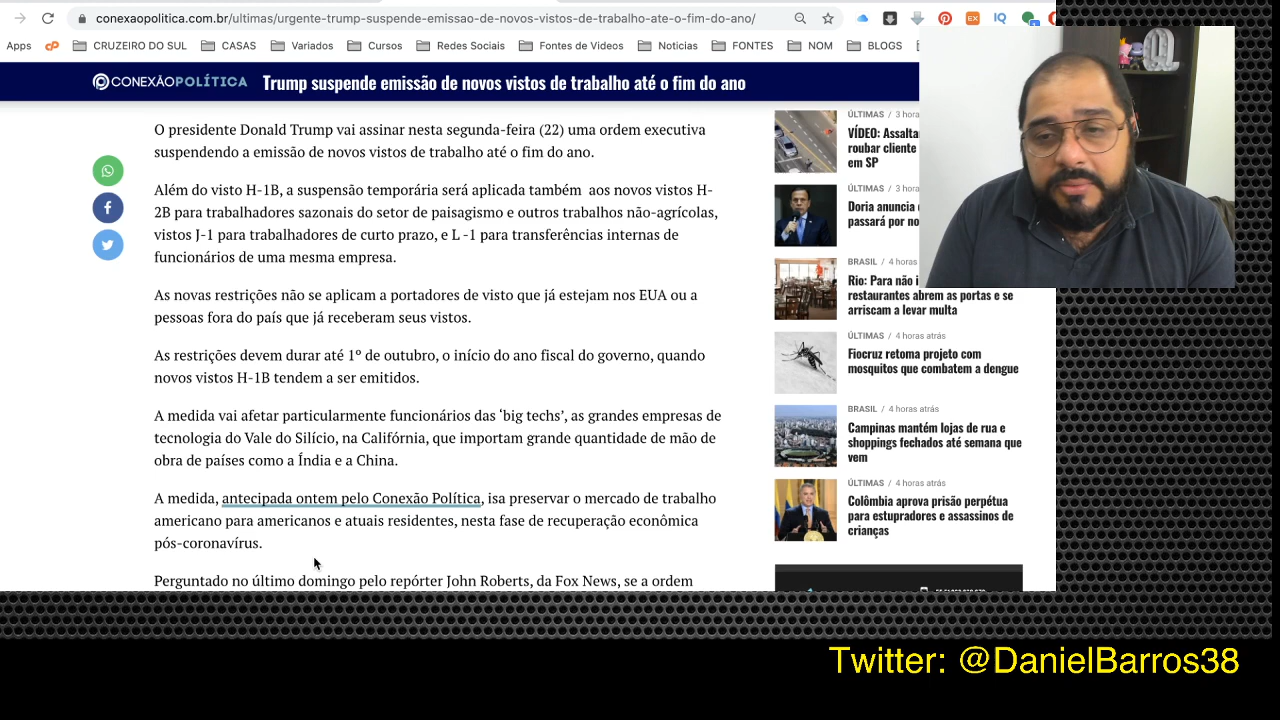 conexaopolitica.com.br/ultimas/urgente-trump-suspende-emissao-de-novos-vistos-de-trabalho-ate-o-fim-do-ano/
EX
IQ
Apps
CRUZEIRO DO SUL
CASAS
Variados
Cursos
Redes Sociais
Fontes de Videos
Noticias
FONTES
NOM
BLOGS
CONEXÃOPOLÍTICA
Trump suspende emissão de novos vistos de trabalho até o fim do ano
O presidente Donald Trump vai assinar nesta segunda-feira (22) uma ordem executiva
suspendendo a emissão de novos vistos de trabalho até o fim do ano.
Além do visto H-1B, a suspensão temporária será aplicada também aos novos vistos H-
2B para trabalhadores sazonais do setor de paisagismo e outros trabalhos não-agrícolas,
vistos J-1 para trabalhadores de curto prazo, e L -1 para transferências internas de
funcionários de uma mesma empresa.
As novas restrições não se aplicam a portadores de visto que já estejam nos EUA ou a
pessoas fora do país que já receberam seus vistos.
As restrições devem durar até 1º de outubro, o início do ano fiscal do governo, quando
novos vistos H-1B tendem a ser emitidos.
A medida vai afetar particularmente funcionários das ‘big techs’, as grandes empresas de
tecnologia do Vale do Silício, na Califórnia, que importam grande quantidade de mão de
obra de países como a Índia e a China.
A medida, antecipada ontem pelo Conexão Política, isa preservar o mercado de trabalho
americano para americanos e atuais residentes, nesta fase de recuperação econômica
pós-coronavírus.
Perguntado no último domingo pelo repórter John Roberts, da Fox News, se a ordem
ÚLTIMAS / 3 hora
VÍDEO: Assalta
roubar cliente
em SP
ÚLTIMAS / 3 hora
Doria anuncia
passará por no
BRASIL / 4 horas
Rio: Para não i
restaurantes abrem as portas e se
arriscam a levar multa
ÚLTIMAS / 4 horas atrás
Fiocruz retoma projeto com
mosquitos que combatem a dengue
BRASIL / 4 horas atrás
Campinas mantém lojas de rua e
shoppings fechados até semana que
vem
ÚLTIMAS / 4 horas atrás
Colômbia aprova prisão perpétua
para estupradores e assassinos de
crianças
Twitter: @DanielBarros38